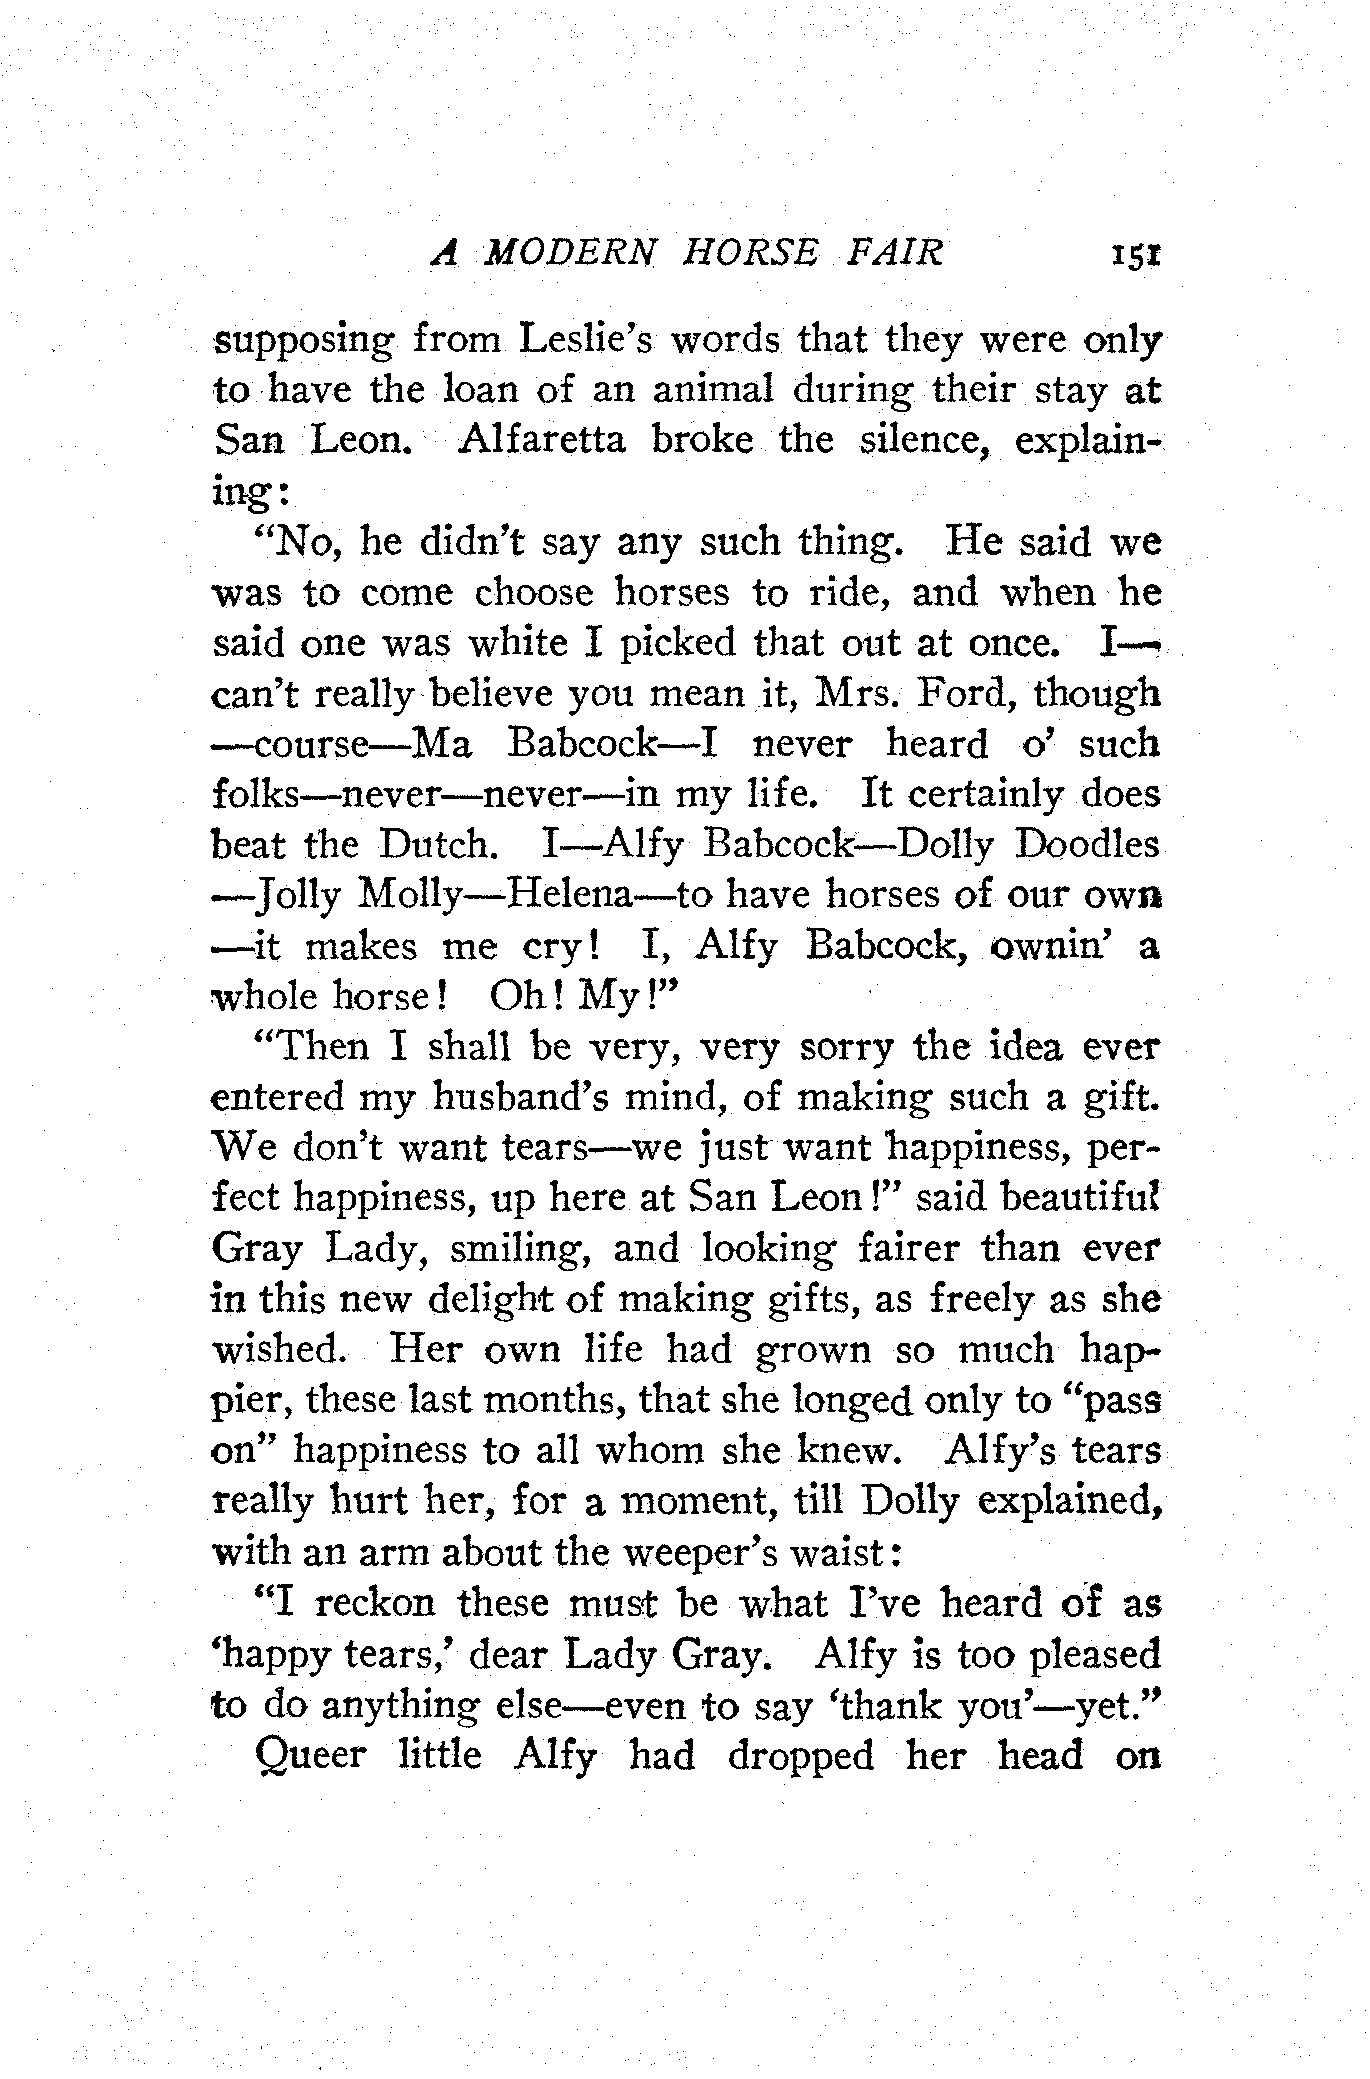 A MODERN HORSE FAIR 151
supposing from Leslie's words that they were only
to have the loan of an animal during their stay at
San Leon. Alfaretta broke the silence, explain-
ing:
"No, he didn't say any such thing. He said we
was to come choose horses to ride, and when he
said one was white I picked that out at once. I—
can't really believe you mean it, Mrs. Ford, though
—course—Ma Babcock—I never heard o' such
folks—never—never—in my life. It certainly does
beat the Dutch. I—Alfy Babcock—Dolly Doodles
—Jolly Molly—Helena—to have horses of our own
—it makes me cry! I, Alfy Babcock, ownin' a
whole horse! Oh! My!"
"Then I shall be very, very sorry the idea ever
entered my husband's mind, of making such a gift.
We don't want tears—we just want happiness, per-
fect happiness, up here at San Leon!" said beautiful
Gray Lady, smiling, and looking fairer than ever
in this new delight of making gifts, as freely as she
wished. Her own life had grown so much hap-
pier, these last months, that she longed only to "pass
on" happiness to all whom she knew. Alfy's tears
really hurt her, for a moment, till Dolly explained,
with an arm about the weeper's waist:
"I reckon these must be what I've heard of as
'happy tears,' dear Lady Gray. Alfy is too pleased
to do anything else—even to say 'thank you'—yet."
Queer little Alfy had dropped her head on